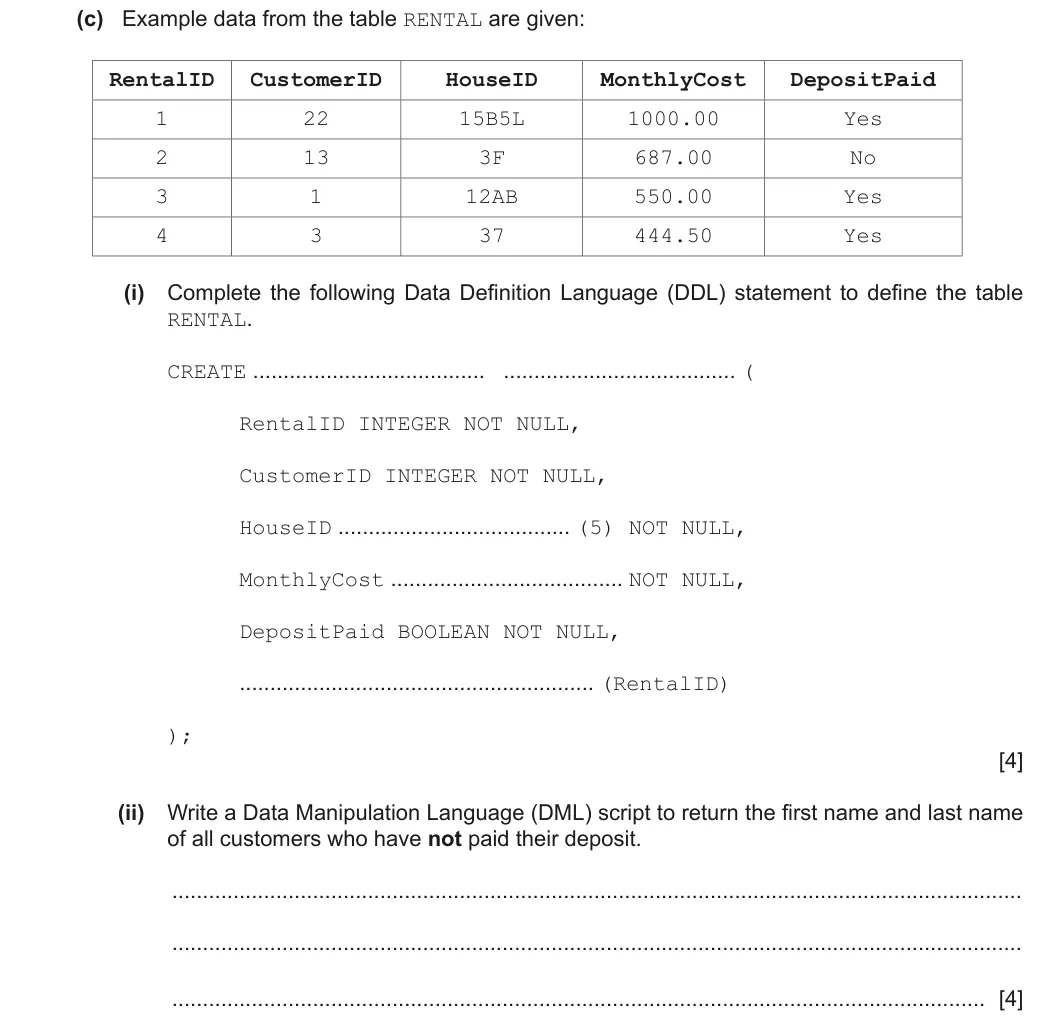 (c) Example data from the table RENTAL are given:
RentalID CustomerID HouseID MonthlyCost DepositPaid
1 22 15B5L 1000.00 Yes
2 13 3F 687.00 No
3 1 12AB 550.00 Yes
4 3 37 444.50 Yes
(i) Complete the following Data Definition Language (DDL) statement to define the table
RENTAL.
CREATE ...................................... ...................................... (
RentalID INTEGER NOT NULL,
CustomerID INTEGER NOT NULL,
HouseID ...................................... (5) NOT NULL,
MonthlyCost ...................................... NOT NULL,
DepositPaid BOOLEAN NOT NULL,
.......................................................... (RentalID)
);
[4]
(ii) Write a Data Manipulation Language (DML) script to return the first name and last name
of all customers who have not paid their deposit.
...........................................................................................................................................
...........................................................................................................................................
..................................................................................................................................... [4]